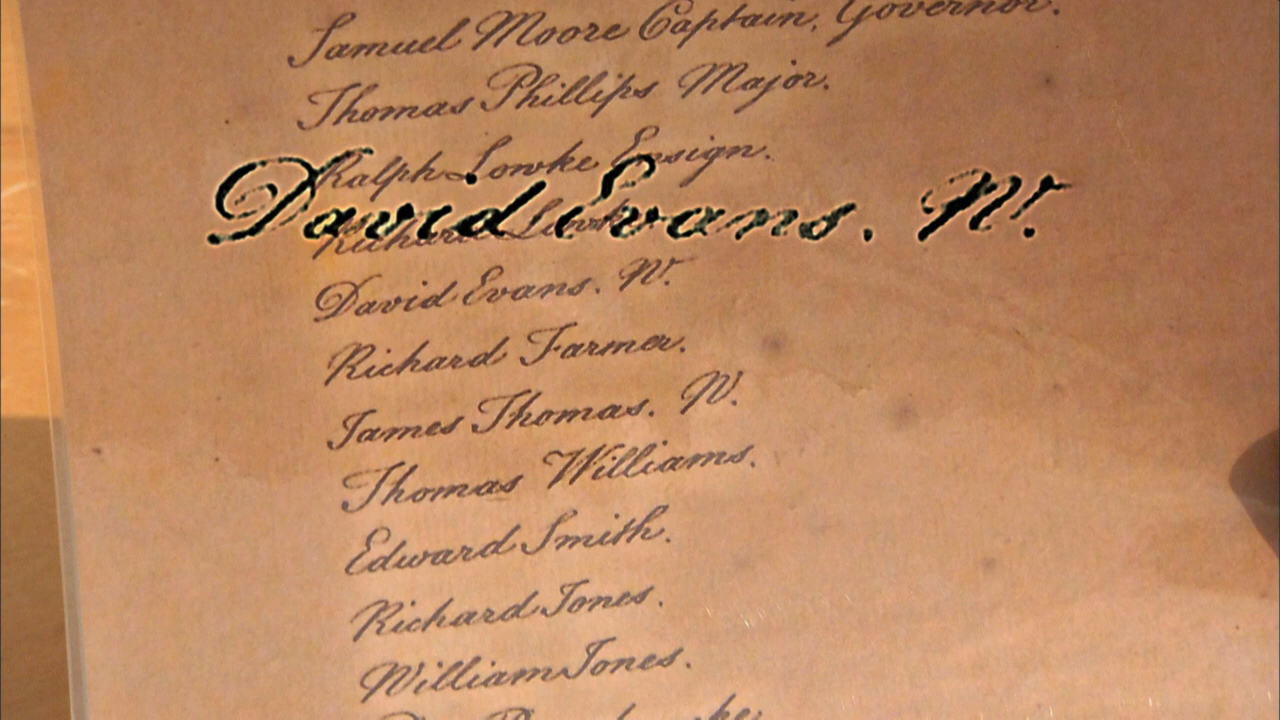 Samuel Moore Captain, Governor.
Thomas Phillips Major.
Ralph Lowke Ensign.
David Evans. W.
Richard
David Evans. W.
Richard Farmer.
James Thomas. W.
Thomas Williams.
Edward Smith.
Richard Jones.
William Jones.